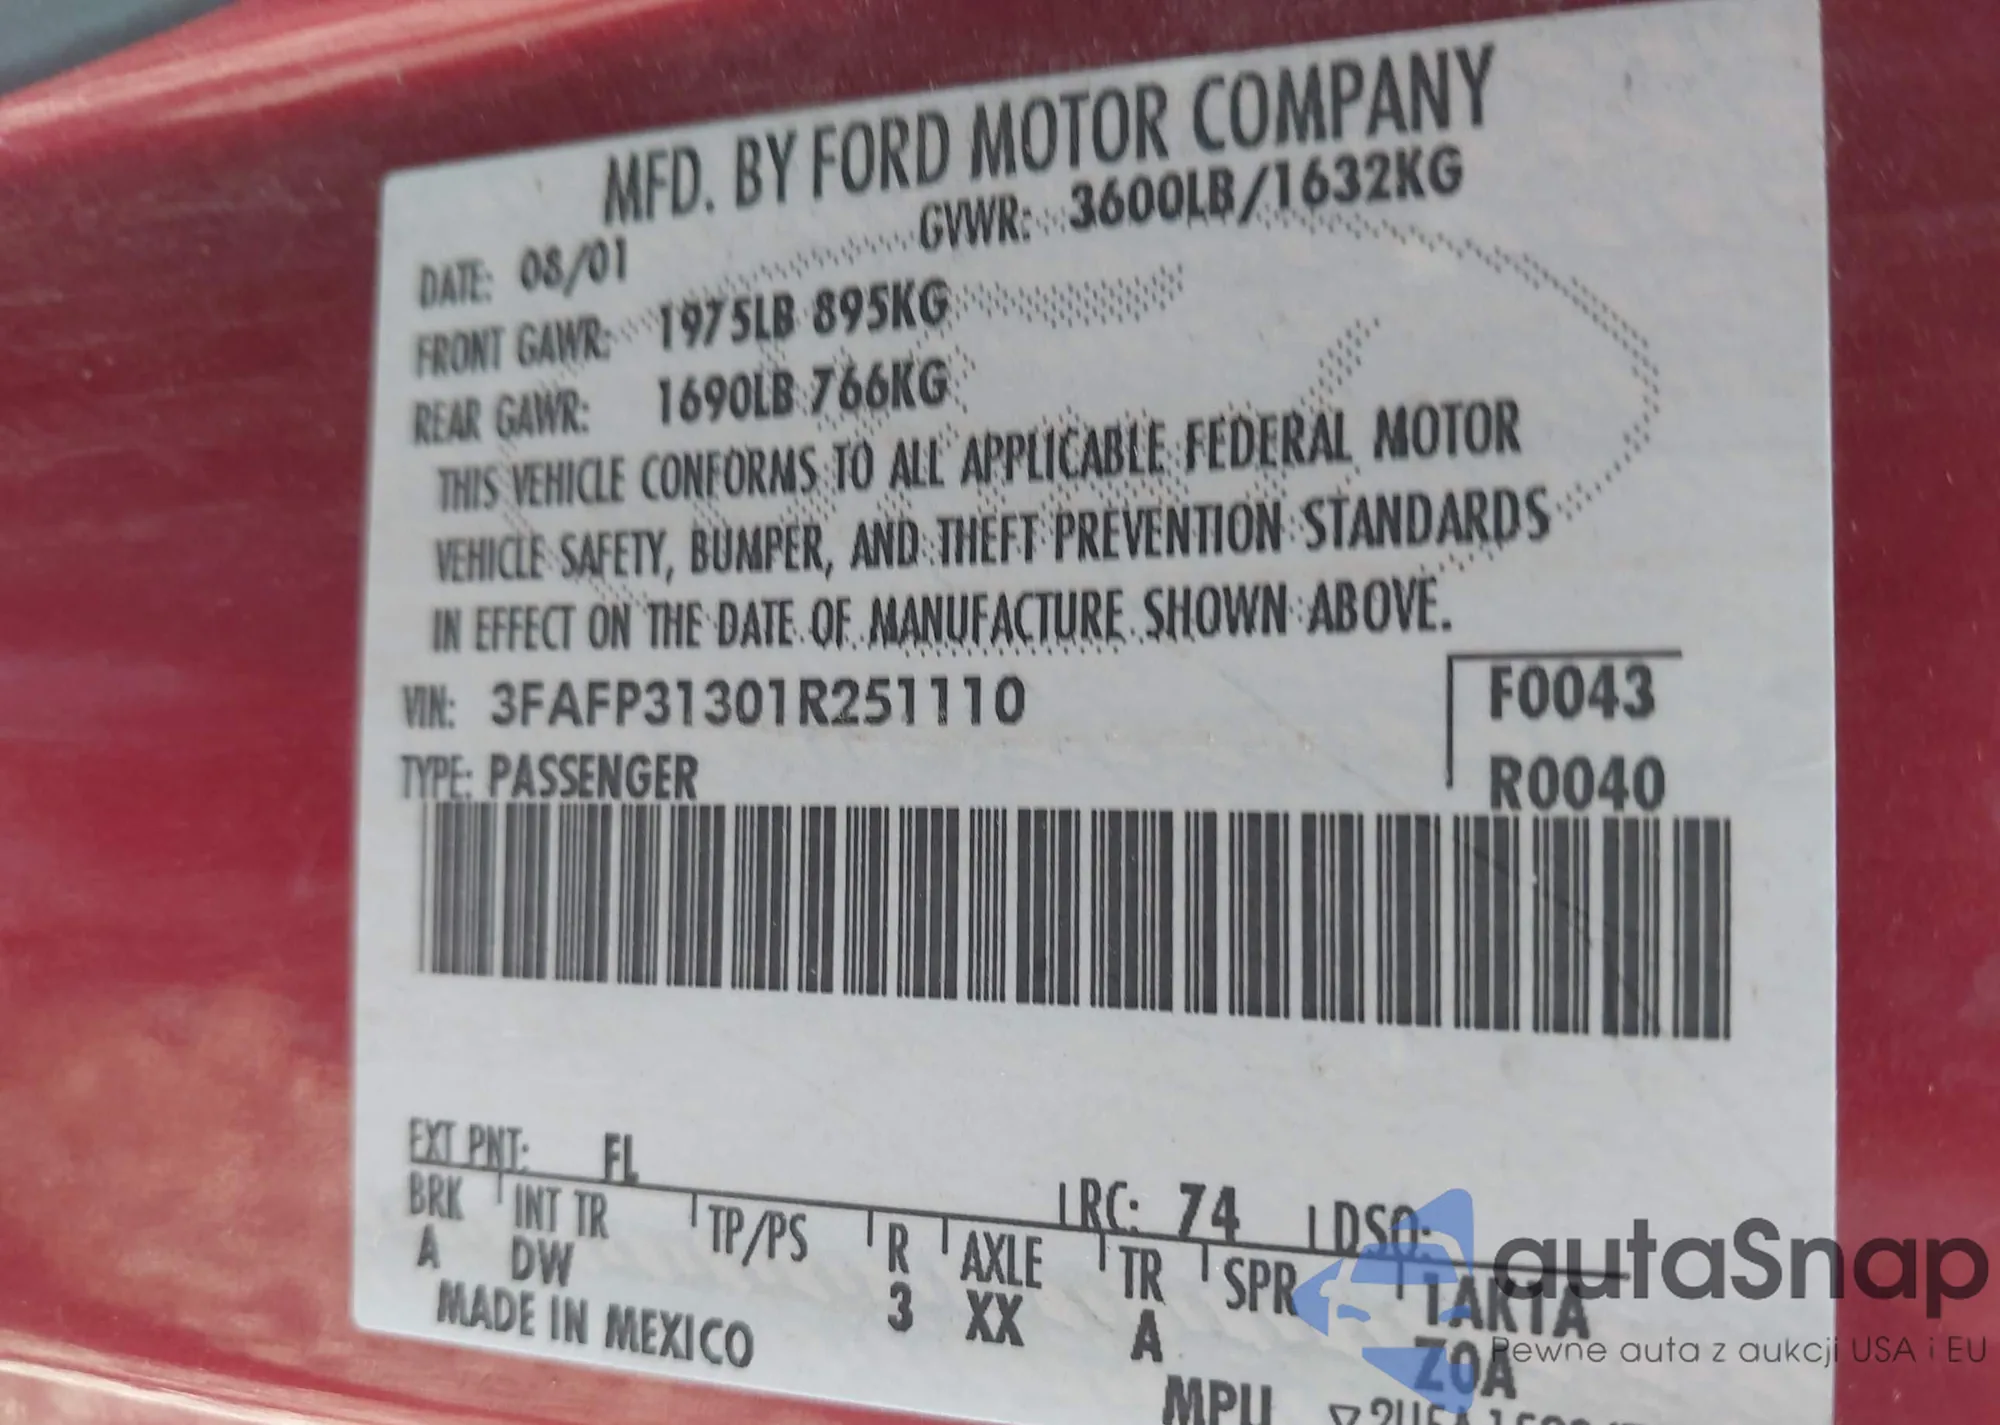 MFD. BY FORD MOTOR COMPANY
DATE: 08/01 GVWR: 3600LB/1632KG
FRONT GAWR: 1975LB 895KG
REAR GAWR: 1690LB 766KG
THIS VEHICLE CONFORMS TO ALL APPLICABLE FEDERAL MOTOR
VEHICLE SAFETY, BUMPER, AND THEFT PREVENTION STANDARDS
IN EFFECT ON THE DATE OF MANUFACTURE SHOWN ABOVE.
VIN: 3FAFP31301R251110 F0043
TYPE: PASSENGER R0040
EXT PNT: FL RC: 74 DSO:
BRK INT TR TP/PS R AXLE TR SPR
A DW 3 XX A Z0A
MADE IN MEXICO
MPU
autaSnap
Pewne auta z aukcji USA i EU